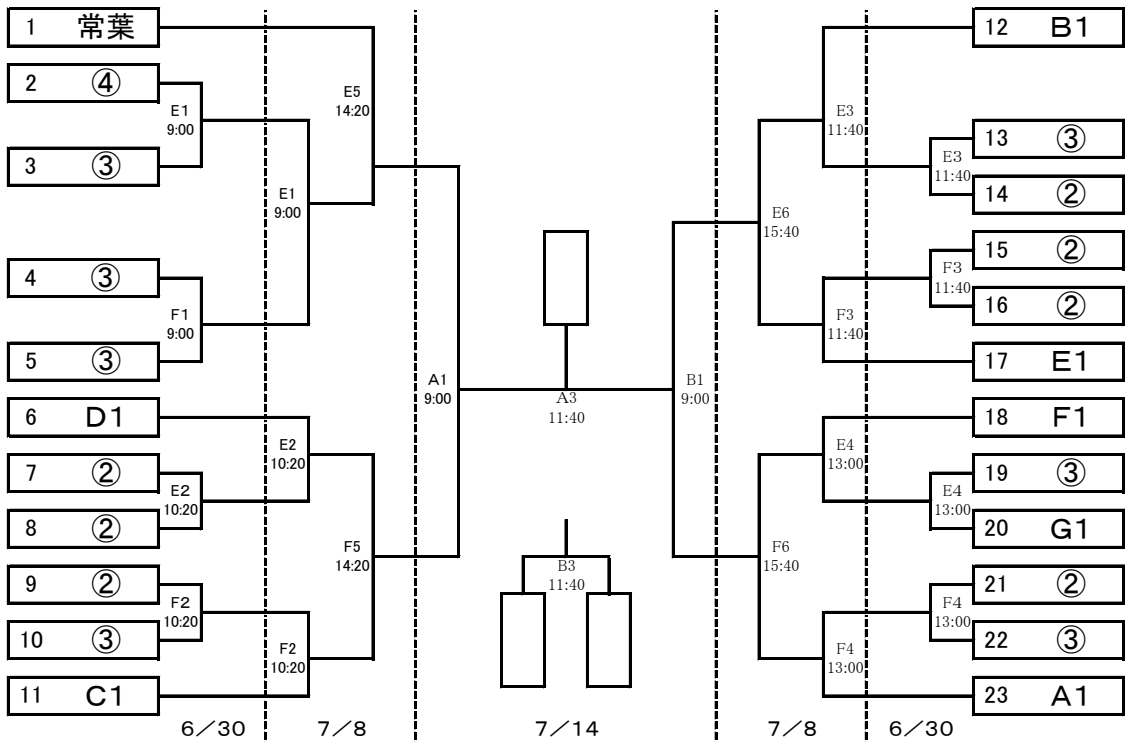 1 常葉
2 ④
E1
9:00
3 ③
E5
14:20
E1
9:00
4 ③
F1
9:00
5 ③
6 D1
E2
10:20
7 ②
E2
10:20
8 ②
F5
14:20
9 ②
F2
10:20
10 ③
F2
10:20
11 C1
A1
9:00
A3
11:40
B3
11:40
B1
9:00
12 B1
E3
11:40
13 ③
E3
11:40
14 ②
E6
15:40
15 ②
F3
11:40
16 ②
F3
11:40
17 E1
18 F1
E4
13:00
19 ③
E4
13:00
20 G1
F6
15:40
21 ②
F4
13:00
22 ③
F4
13:00
23 A1
6/30 7/8 7/14 7/8 6/30